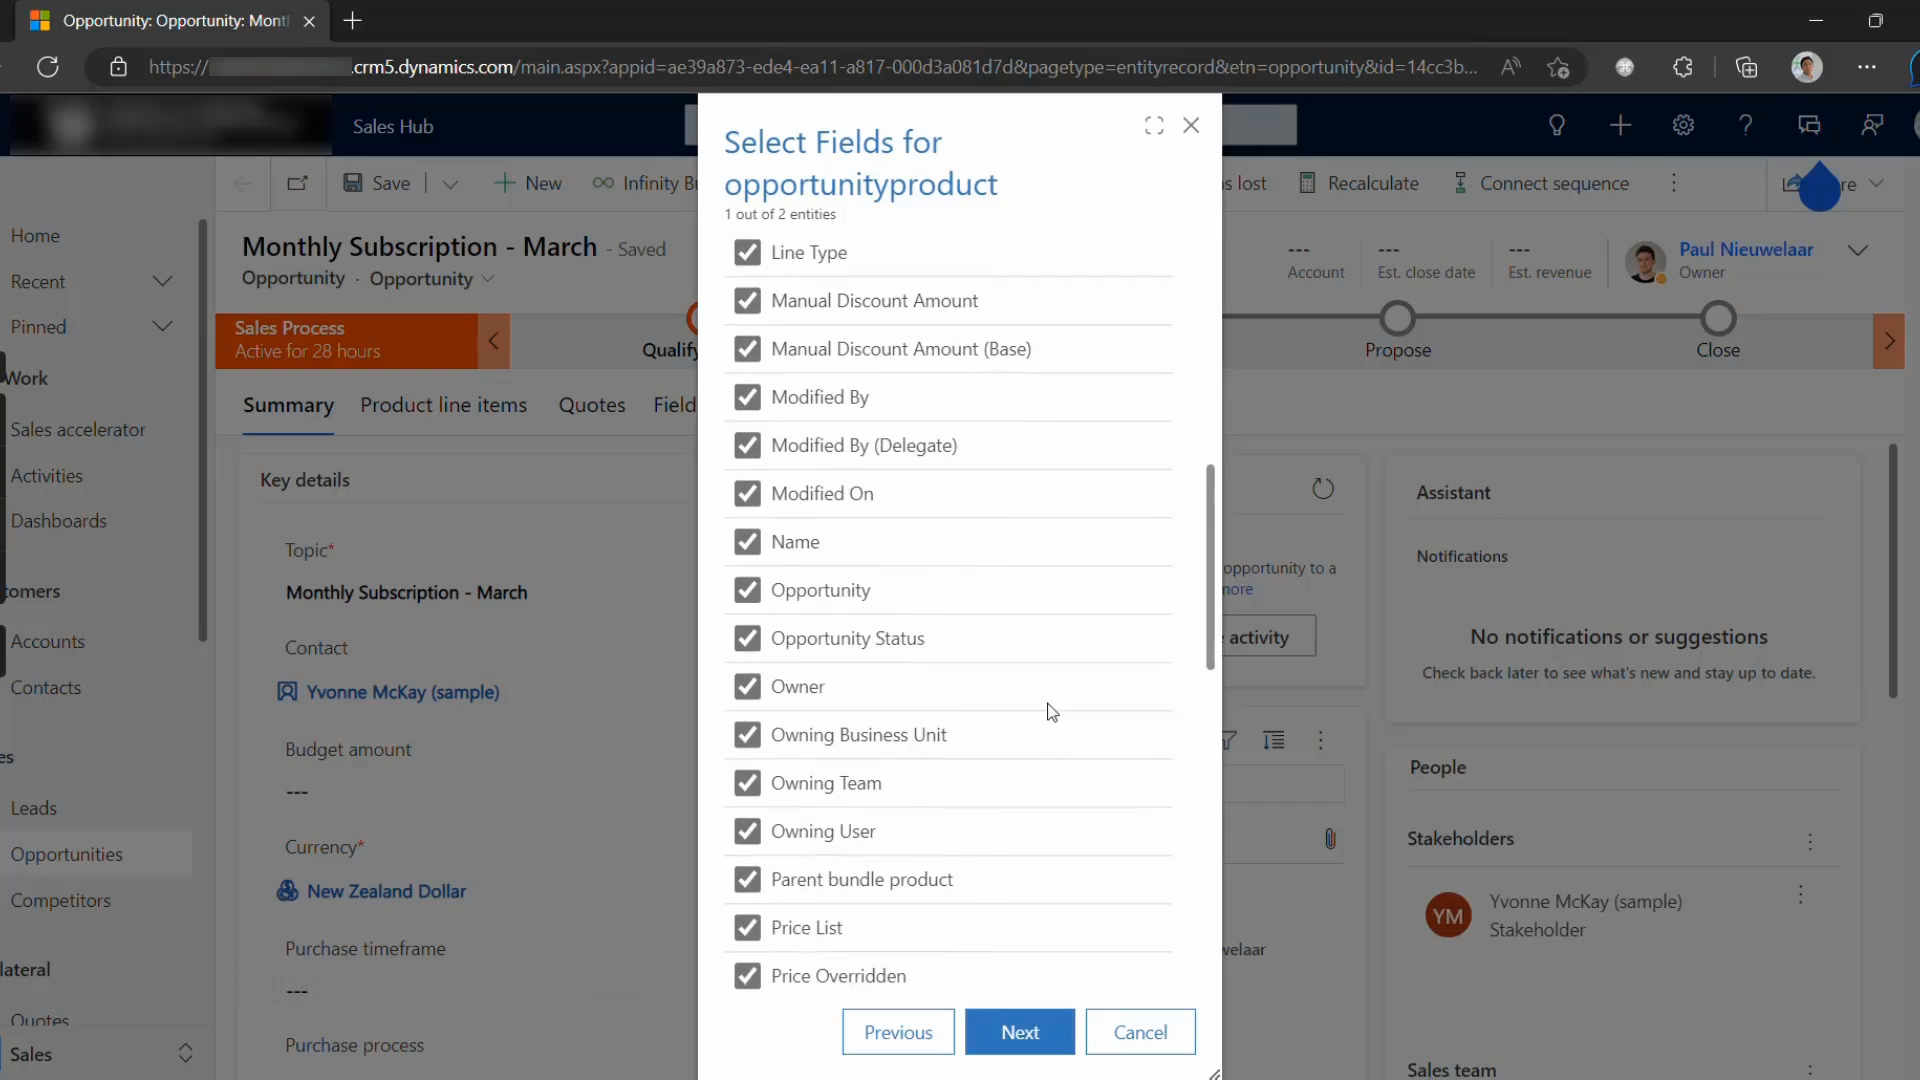 Opportunity: Opportunity: Mont
https:// .crm5.dynamics.com/main.aspx?appid=ae39a873-ede4-ea11-a817-000d3a081d7d&pagetype=entityrecord&etn=opportunity&id=14cc3b...
Sales Hub
Save
New
Infinity Bu
s lost
Recalculate
Connect sequence
re
Home
Recent
Pinned
Work
Sales accelerator
Activities
Dashboards
tomers
Accounts
Contacts
es
Leads
Opportunities
Competitors
lateral
Quotes
Sales
Monthly Subscription - March - Saved
Opportunity · Opportunity
---
Account
---
Est. close date
---
Est. revenue
Paul Nieuwelaar
Owner
Sales Process
Active for 28 hours
Qualify
Propose
Close
Summary
Product line items
Quotes
Field
Key details
Topic*
Monthly Subscription - March
Contact
Yvonne McKay (sample)
Budget amount
---
Currency*
New Zealand Dollar
Purchase timeframe
---
Purchase process
Select Fields for
opportunityproduct
1 out of 2 entities
Line Type
Manual Discount Amount
Manual Discount Amount (Base)
Modified By
Modified By (Delegate)
Modified On
Name
Opportunity
Opportunity Status
Owner
Owning Business Unit
Owning Team
Owning User
Parent bundle product
Price List
Price Overridden
Previous
Next
Cancel
opportunity to a
more
activity
welaar
Assistant
Notifications
No notifications or suggestions
Check back later to see what's new and stay up to date.
People
Stakeholders
YM
Yvonne McKay (sample)
Stakeholder
Sales team